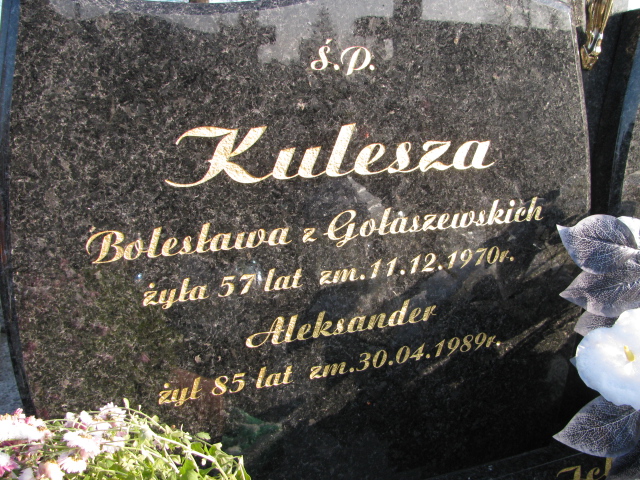 ś.p.
Kulesza
Bolesława z Gołaszewskich
żyła 57 lat zm.11.12.1970r.
Aleksander
żył 85 lat zm.30.04.1989r.